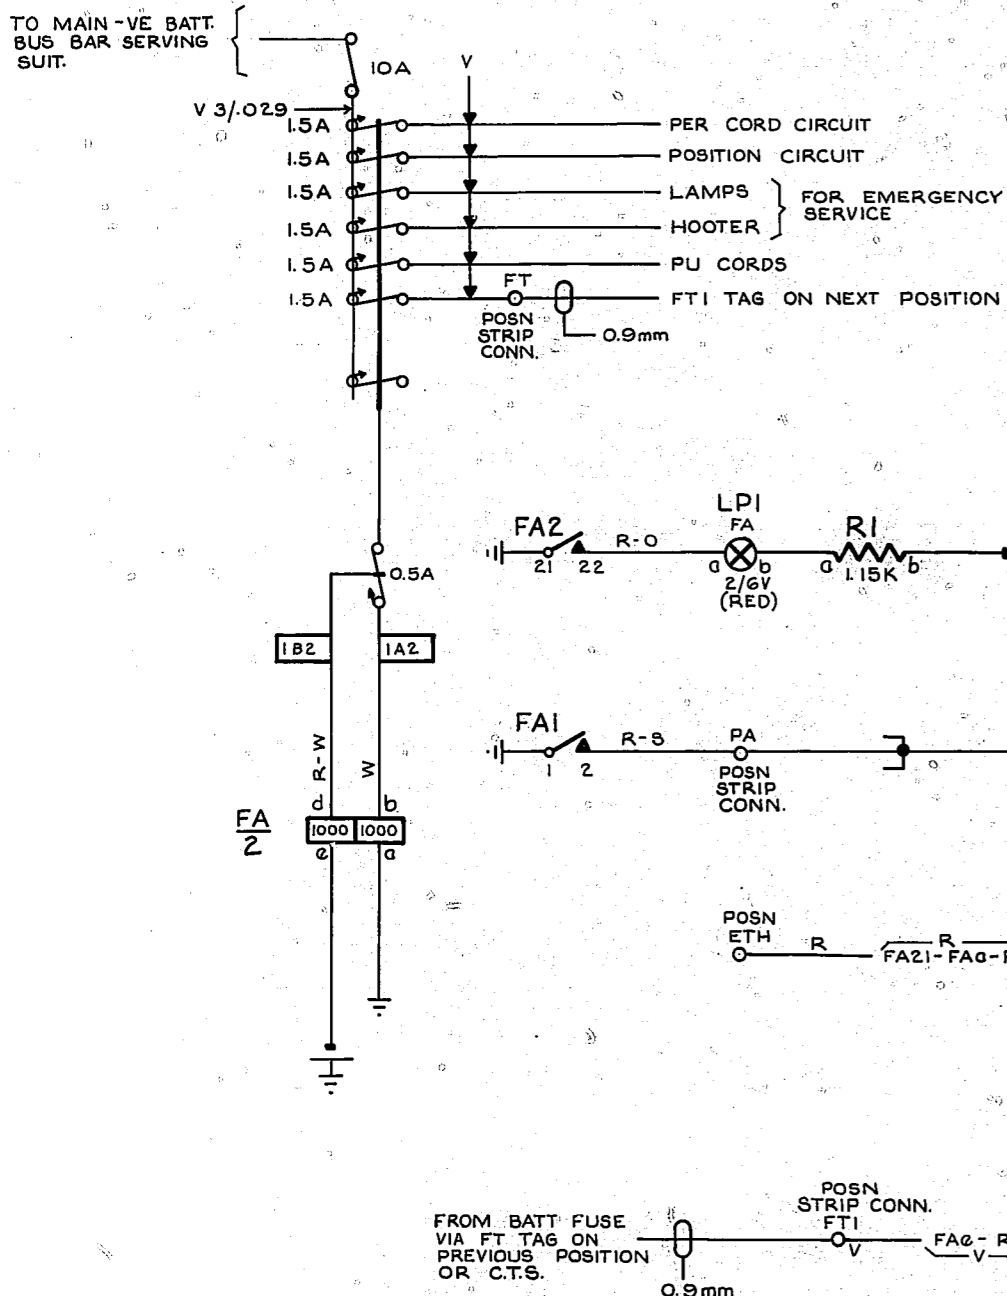 TO MAIN -VE BATT.
BUS BAR SERVING
SUIT.
10A
V
V 3/.029
1.5A
PER CORD CIRCUIT
1.5A
POSITION CIRCUIT
1.5A
LAMPS
FOR EMERGENCY
SERVICE
1.5A
HOOTER
1.5A
PU CORDS
1.5A
FT
FT1 TAG ON NEXT POSITION
POSN
STRIP
CONN.
0.9mm
FA2
21 22
R-O
LP1
FA
a b
2/6V
(RED)
R1
a b
1.15K
0.5A
1B2
1A2
R-W
W
FA1
1 2
R-S
PA
POSN
STRIP
CONN.
FA
2
d b
1000 1000
e a
POSN
ETH
R
R
FA21-FAa-
POSN
STRIP CONN.
FT1
V
FROM BATT FUSE
VIA FT TAG ON
PREVIOUS POSITION
OR C.T.S.
0.9mm
FAe - R
V